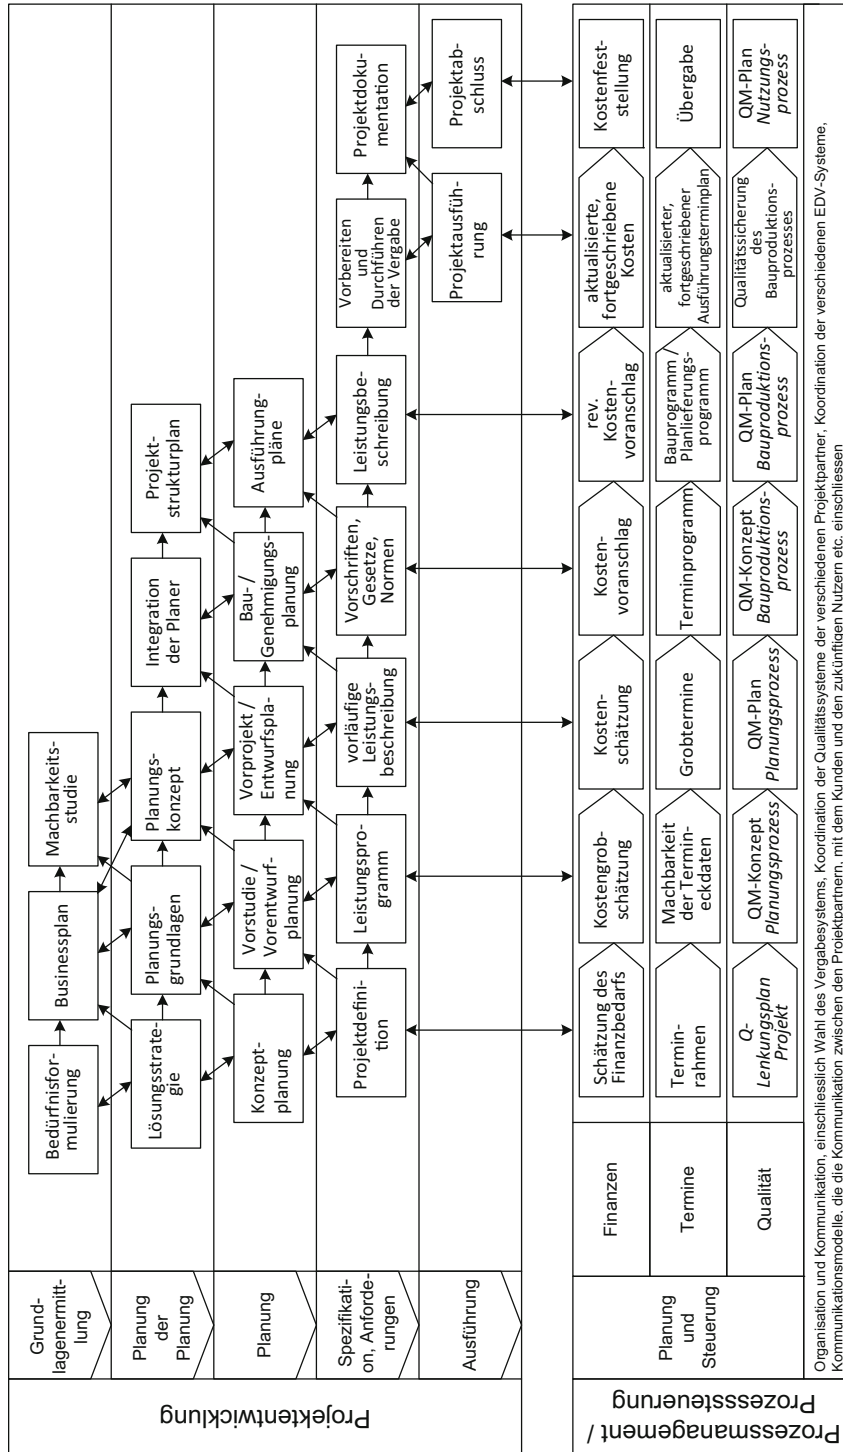 Projektentwicklung
Grund-
lagenermitt-
lung
Bedürfnisfor-
mulierung
Businessplan
Machbarkeits-
studie
Planung
der
Planung
Lösungsstrate-
gie
Planungs-
grundlagen
Planungs-
konzept
Integration
der Planer
Projekt-
strukturplan
Planung
Konzept-
planung
Vorstudie /
Vorentwurf-
planung
Vorprojekt /
Entwurfspla-
nung
Bau- /
Genehmigungs-
planung
Ausführung-
pläne
Spezifikati-
on, Anforde-
rungen
Projektdefini-
tion
Leistungspro-
gramm
vorläufige
Leistungs-
beschreibung
Vorschriften,
Gesetze,
Normen
Leistungsbe-
schreibung
Vorbereiten
und
Durchführen
der Vergabe
Projektdoku-
mentation
Ausführung
Projektausfüh-
rung
Projektab-
schluss
Prozessmanagement /
Prozesssteuerung
Planung
und
Steuerung
Finanzen
Schätzung des
Finanzbedarfs
Kostengrob-
schätzung
Kosten-
schätzung
Kosten-
voranschlag
rev.
Kosten-
voranschlag
aktualisierte,
fortgeschriebene
Kosten
Kostenfest-
stellung
Termine
Termin-
rahmen
Machbarkeit
der Termin-
eckdaten
Grobtermine
Terminprogramm
Bauprogramm /
Planlieferungs-
programm
aktualisierter,
fortgeschriebener
Ausführungsterminplan
Übergabe
Qualität
Q-
Lenkungsplan
Projekt
QM-Konzept
Planungsprozess
QM-Plan
Planungsprozess
QM-Konzept
Bauproduktions-
prozess
QM-Plan
Bauproduktions-
prozess
Qualitätssicherung
des
Bauproduktions-
prozesses
QM-Plan
Nutzungs-
prozess
Organisation und Kommunikation, einschliesslich Wahl des Vergabesystems, Koordination der Qualitätssysteme der verschiedenen Projektpartner, Koordination der verschiedenen EDV-Systeme,
Kommunikationsmodelle, die die Kommunikation zwischen den Projektpartnern, mit dem Kunden und den zukünftigen Nutzern etc. einschliessen